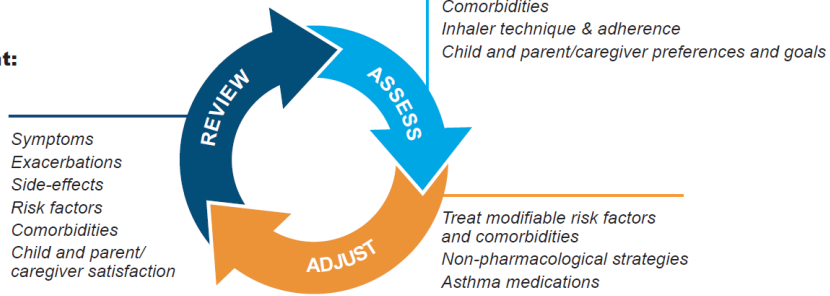 Comorbidities
Inhaler technique & adherence
Child and parent/caregiver preferences and goals
REVIEW
ASSESS
Symptoms
Exacerbations
Side-effects
Risk factors
Comorbidities
Child and parent/
caregiver satisfaction
Treat modifiable risk factors
and comorbidities
Non-pharmacological strategies
Asthma medications
ADJUST